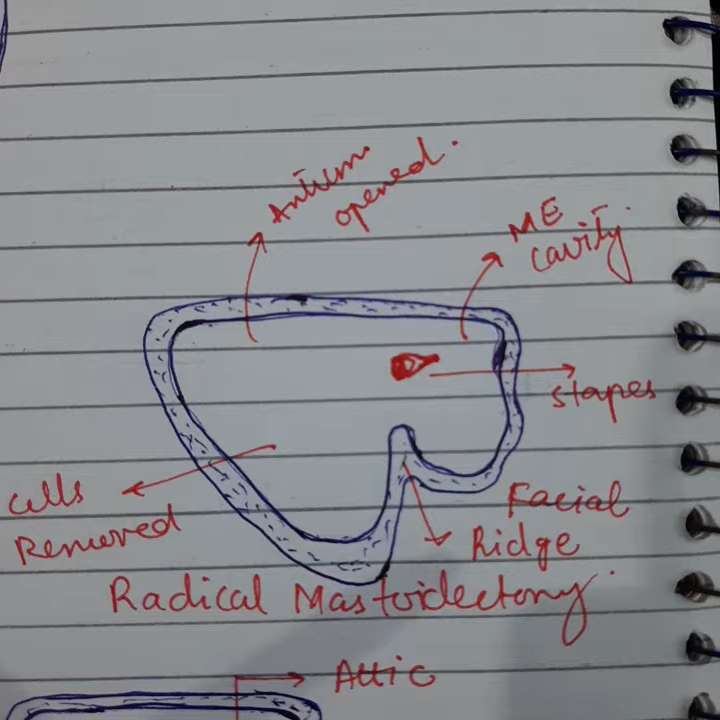 Antrum
opened.
ME
cavity.
stapes
cells
Removed
Facial
Ridge
Radical Mastoidectomy.
Attic